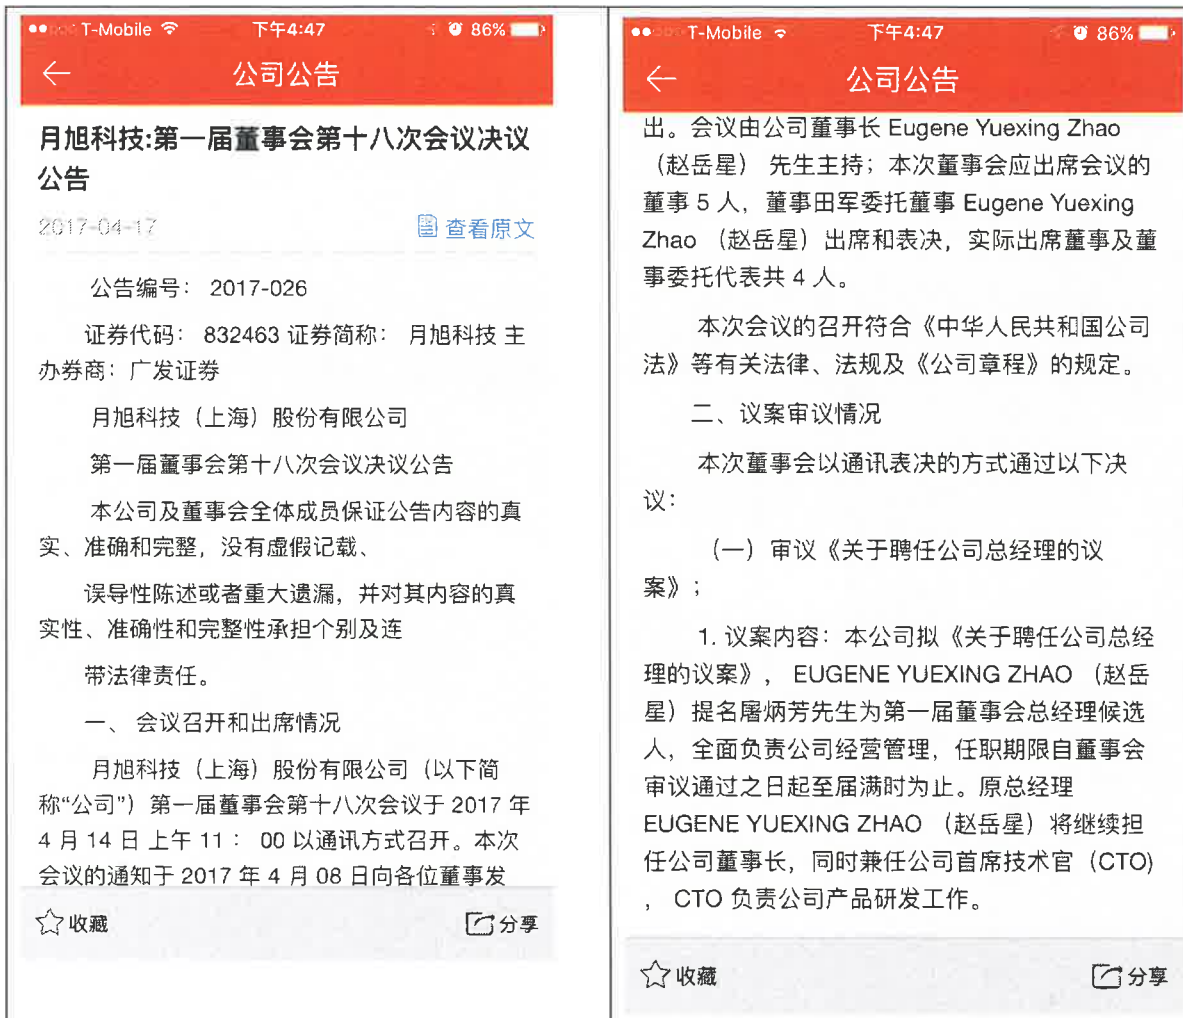 T-Mobile 下午4:47 86%
公司公告
月旭科技:第一届董事会第十八次会议决议
公告
2017-04-17 查看原文
公告编号： 2017-026
证券代码： 832463 证券简称： 月旭科技 主
办券商：广发证券
月旭科技（上海）股份有限公司
第一届董事会第十八次会议决议公告
本公司及董事会全体成员保证公告内容的真
实、准确和完整，没有虚假记载、
误导性陈述或者重大遗漏，并对其内容的真
实性、准确性和完整性承担个别及连
带法律责任。
一、 会议召开和出席情况
月旭科技（上海）股份有限公司（以下简
称“公司”）第一届董事会第十八次会议于 2017 年
4 月 14 日 上午 11 ： 00 以通讯方式召开。本次
会议的通知于 2017 年 4 月 08 日向各位董事发
收藏 分享
T-Mobile 下午4:47 86%
公司公告
出。会议由公司董事长 Eugene Yuexing Zhao
（赵岳星） 先生主持；本次董事会应出席会议的
董事 5 人，董事田军委托董事 Eugene Yuexing
Zhao （赵岳星）出席和表决，实际出席董事及董
事委托代表共 4 人。
本次会议的召开符合《中华人民共和国公司
法》等有关法律、法规及《公司章程》的规定。
二、议案审议情况
本次董事会以通讯表决的方式通过以下决
议：
（一）审议《关于聘任公司总经理的议
案》；
1. 议案内容：本公司拟《关于聘任公司总经
理的议案》， EUGENE YUEXING ZHAO （赵岳
星）提名屠炳芳先生为第一届董事会总经理候选
人，全面负责公司经营管理，任职期限自董事会
审议通过之日起至届满时为止。原总经理
EUGENE YUEXING ZHAO （赵岳星）将继续担
任公司董事长，同时兼任公司首席技术官（CTO)
， CTO 负责公司产品研发工作。
收藏 分享